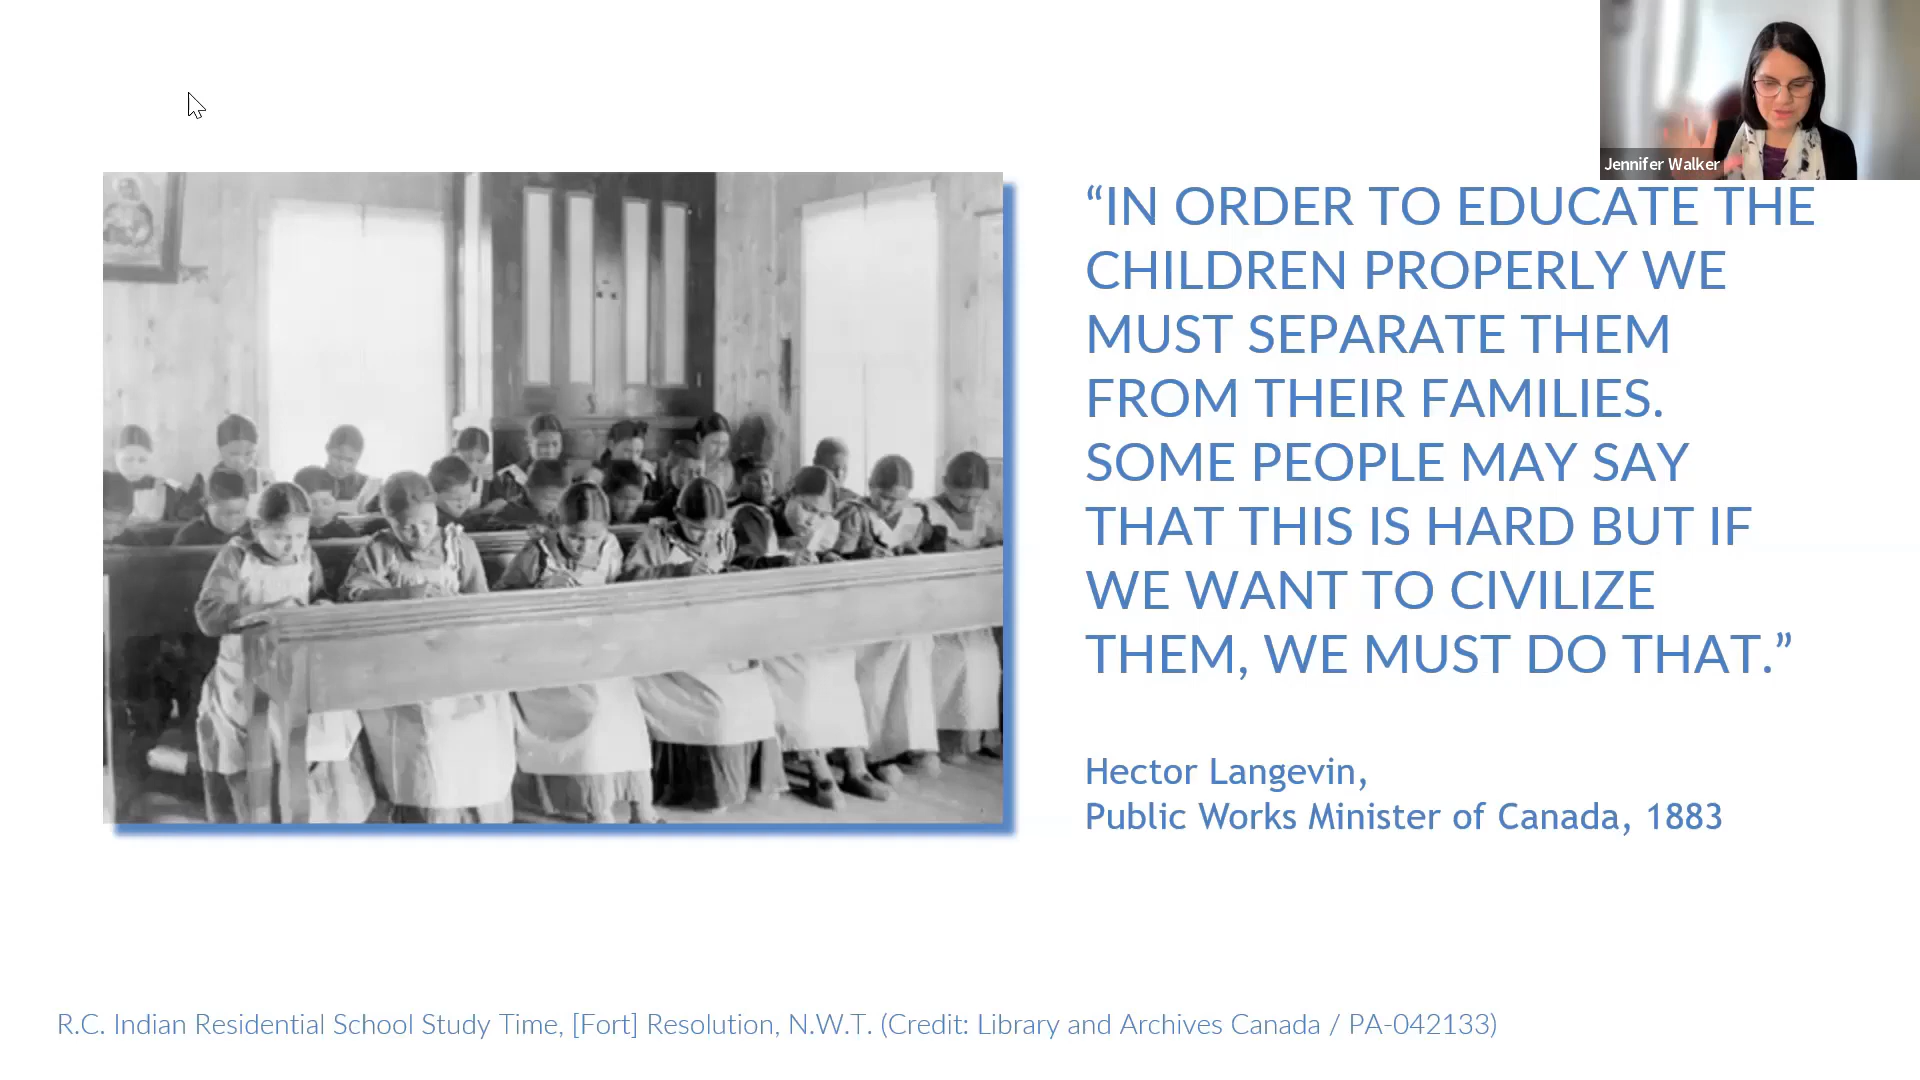 Jennifer Walker
“IN ORDER TO EDUCATE THE
CHILDREN PROPERLY WE
MUST SEPARATE THEM
FROM THEIR FAMILIES.
SOME PEOPLE MAY SAY
THAT THIS IS HARD BUT IF
WE WANT TO CIVILIZE
THEM, WE MUST DO THAT.”
Hector Langevin,
Public Works Minister of Canada, 1883
R.C. Indian Residential School Study Time, [Fort] Resolution, N.W.T. (Credit: Library and Archives Canada / PA-042133)